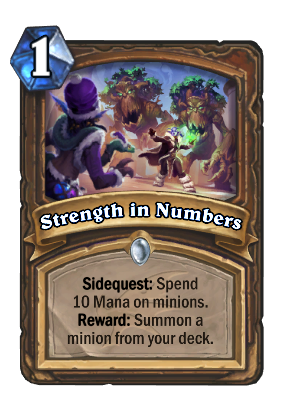 1
Strength in Numbers
Sidequest: Spend
10 Mana on minions.
Reward: Summon a
minion from your deck.